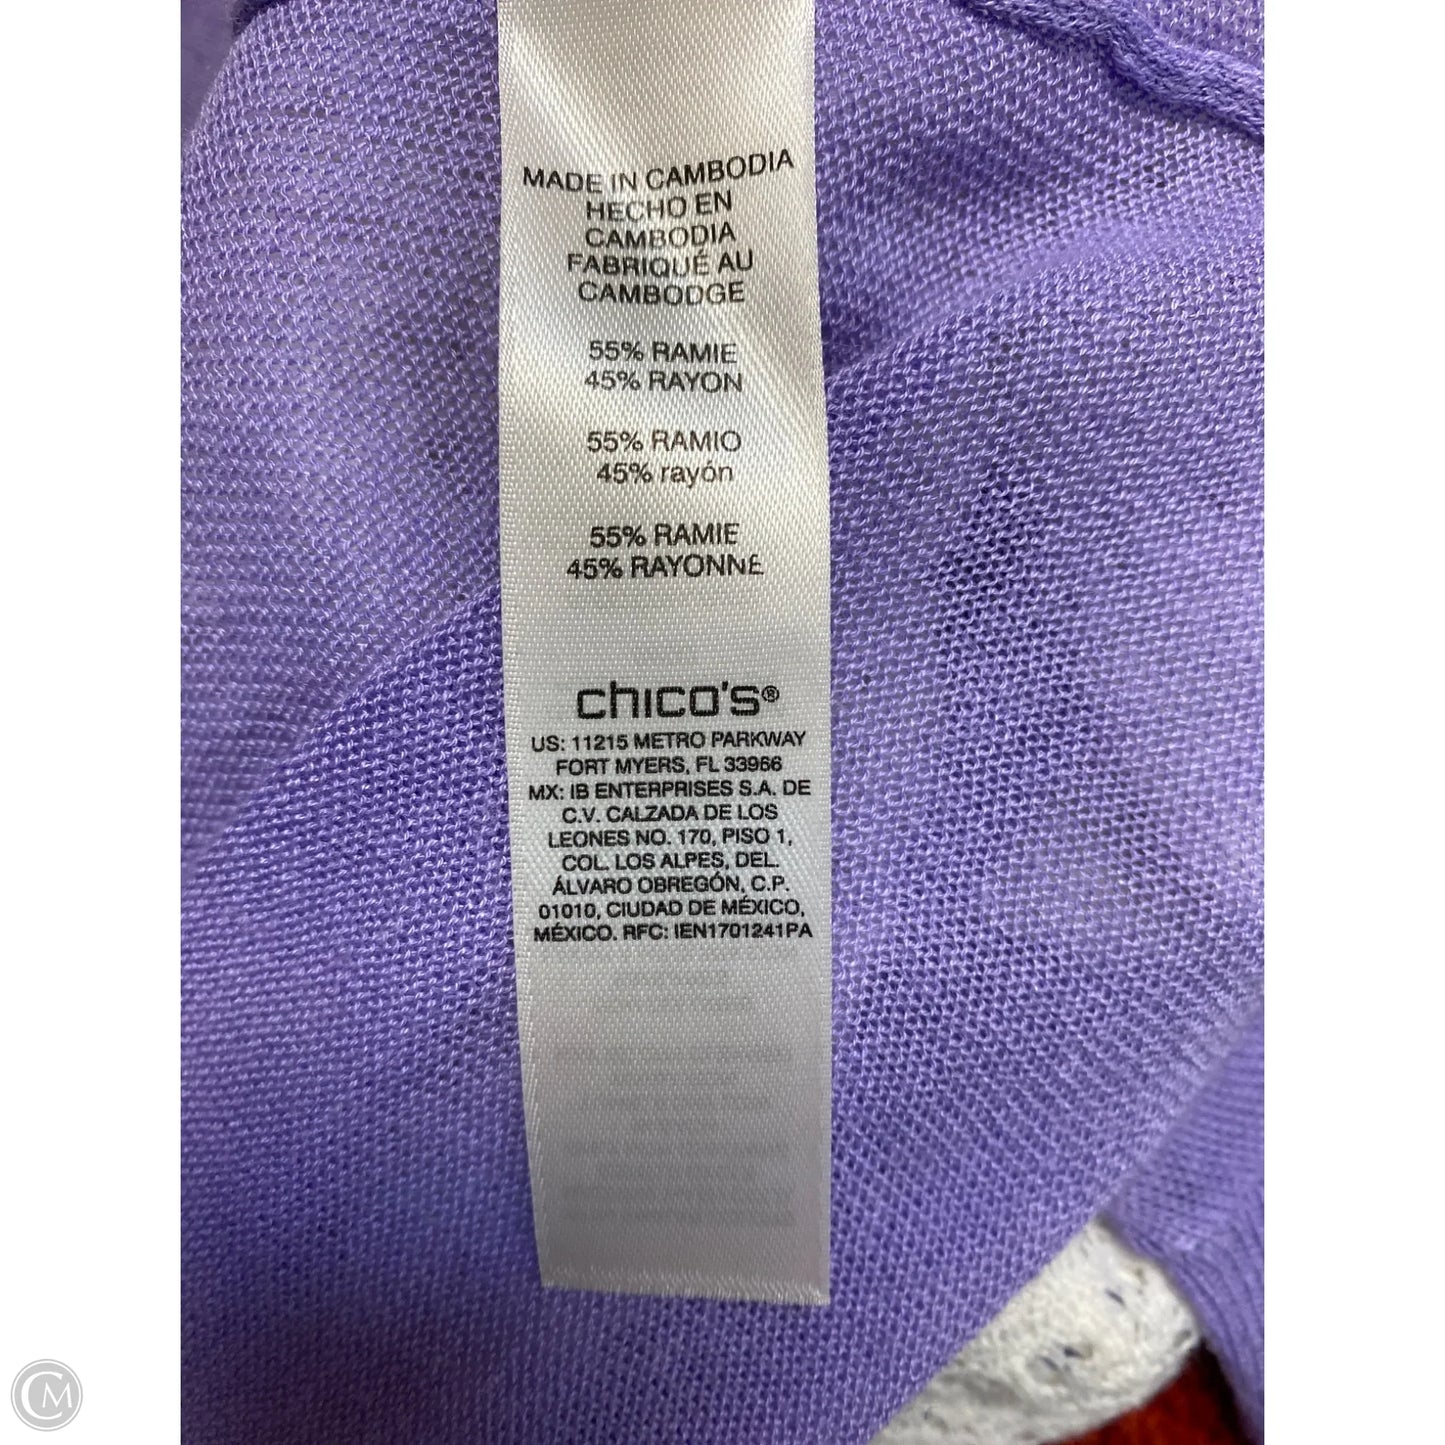 MADE IN CAMBODIA
HECHO EN
CAMBODIA
FABRIQUÉ AU
CAMBODGE
55% RAMIE
45% RAYON
55% RAMIO
45% rayón
55% RAMIE
45% RAYONNE
chico's®
US: 11215 METRO PARKWAY
FORT MYERS, FL 33966
MX: IB ENTERPRISES S.A. DE
C.V. CALZADA DE LOS
LEONES NO. 170, PISO 1,
COL. LOS ALPES, DEL.
ÁLVARO OBREGÓN, C.P.
01010, CIUDAD DE MÉXICO,
MÉXICO. RFC: IEN1701241PA
CM